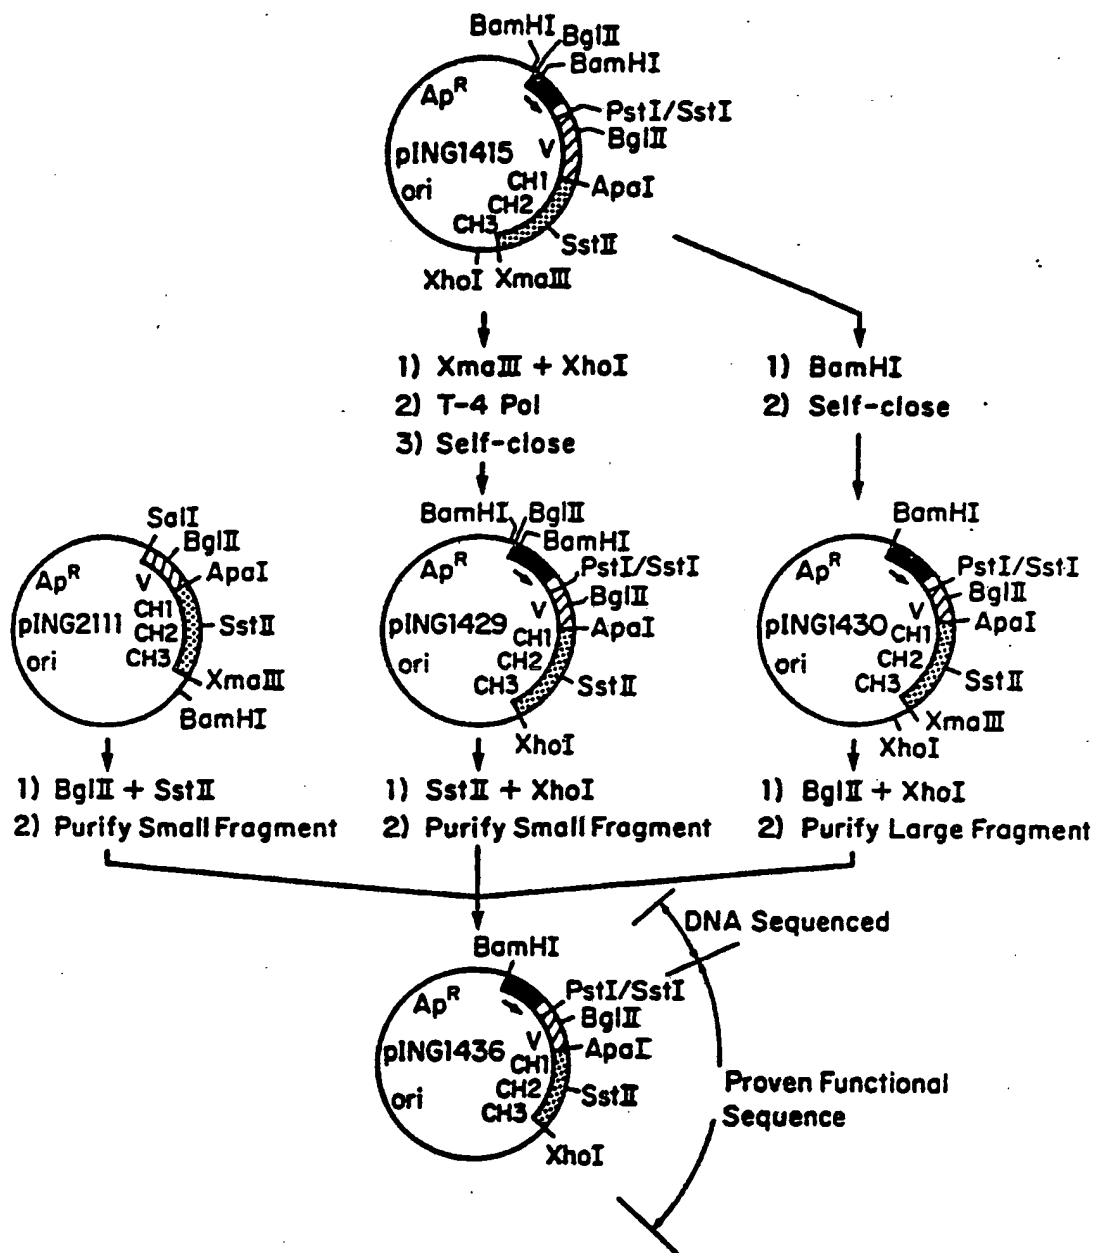 BamHI
BglII
BamHI
Ap^R
PstI/SstI
BglII
pING1415
V
ori
CH1
ApaI
CH2
CH3
SstII
XhoI XmaIII
1) XmaIII + XhoI
2) T-4 Pol
3) Self-close
1) BamHI
2) Self-close
SalI
BglII
Ap^R
ApaI
V
pING2111
CH1
CH2
SstII
ori
CH3
XmaIII
BamHI
1) BglII + SstII
2) Purify Small Fragment
BamHI
BglII
BamHI
Ap^R
PstI/SstI
BglII
V
pING1429
CH1
ApaI
ori
CH2
CH3
SstII
XhoI
1) SstII + XhoI
2) Purify Small Fragment
BamHI
Ap^R
PstI/SstI
BglII
V
pING1430
CH1
ApaI
ori
CH2
CH3
SstII
XmaIII
XhoI
1) BglII + XhoI
2) Purify Large Fragment
DNA Sequenced
BamHI
Ap^R
PstI/SstI
BglII
V
pING1436
ApaI
CH1
ori
CH2
SstII
CH3
XhoI
Proven Functional
Sequence